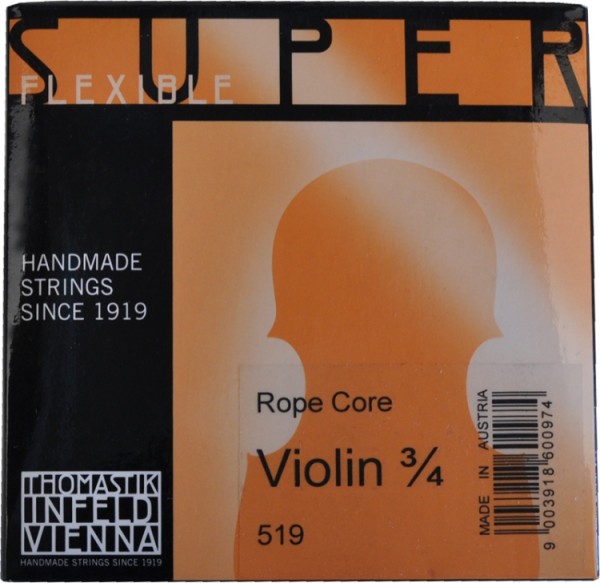 SUPER
FLEXIBLE
HANDMADE
STRINGS
SINCE 1919
Rope Core
Violin ¾
519
MADE IN AUSTRIA
9 003918 600974
THOMASTIK
INFELD
VIENNA
HANDMADE STRINGS SINCE 1919